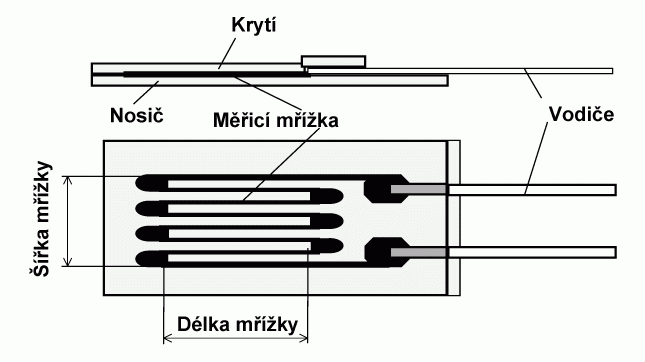 Krytí
Nosič
Měřicí mřížka
Vodiče
Šířka mřížky
Délka mřížky